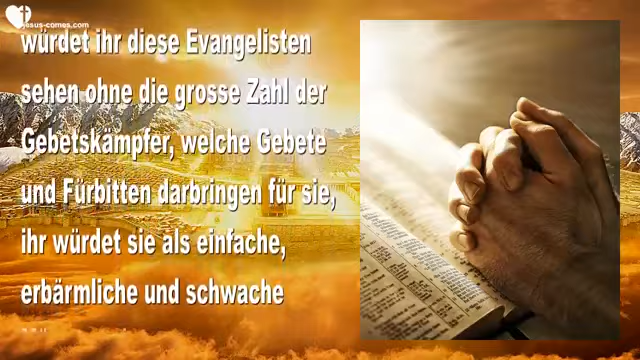 jesus-comes.com
würdet ihr diese Evangelisten
sehen ohne die grosse Zahl der
Gebetskämpfer, welche Gebete
und Fürbitten darbringen für sie,
ihr würdet sie als einfache,
erbärmliche und schwache